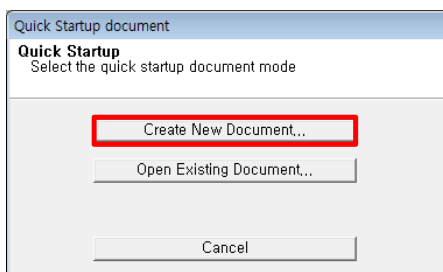 Quick Startup document
Quick Startup
Select the quick startup document mode
Create New Document,,,
Open Existing Document,,,
Cancel